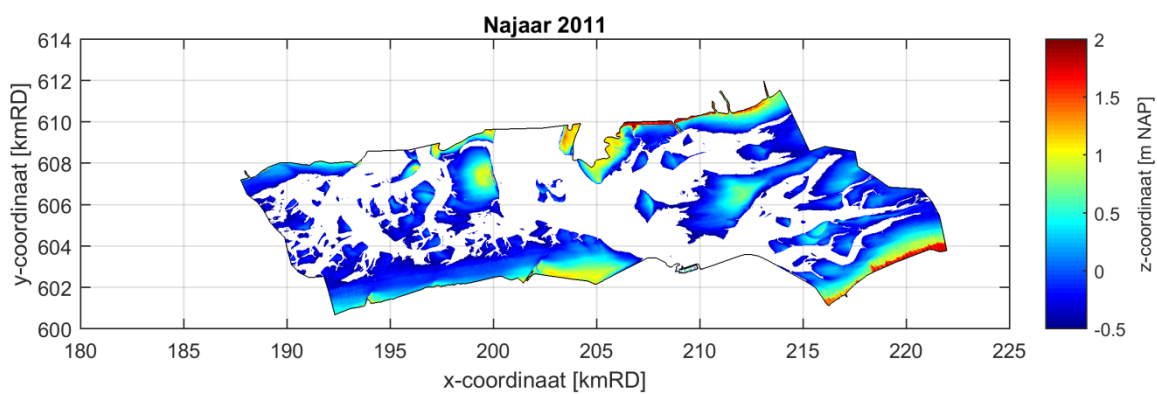 Najaar 2011
614
612
610
608
606
604
602
600
y-coordinaat [kmRD]
180 185 190 195 200 205 210 215 220 225
x-coordinaat [kmRD]
2
1.5
1
0.5
0
-0.5
z-coordinaat [m NAP]